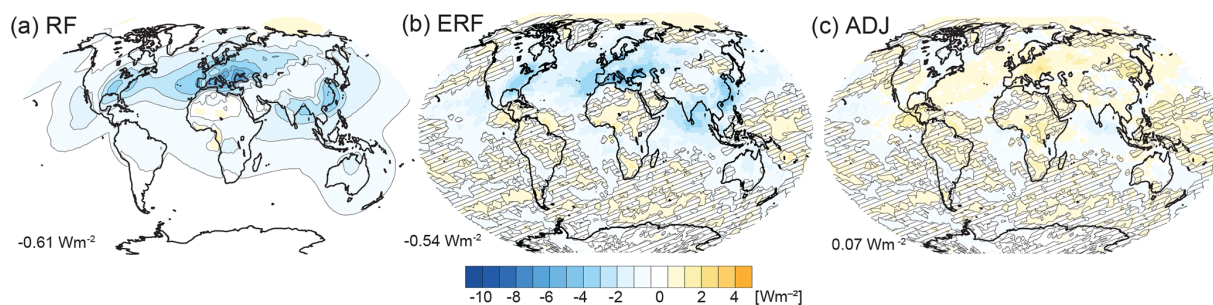 (a) RF
(b) ERF
(c) ADJ
-0.61 Wm⁻²
-0.54 Wm⁻²
0.07 Wm⁻²
-10 -8 -6 -4 -2 0 2 4 [Wm⁻²]